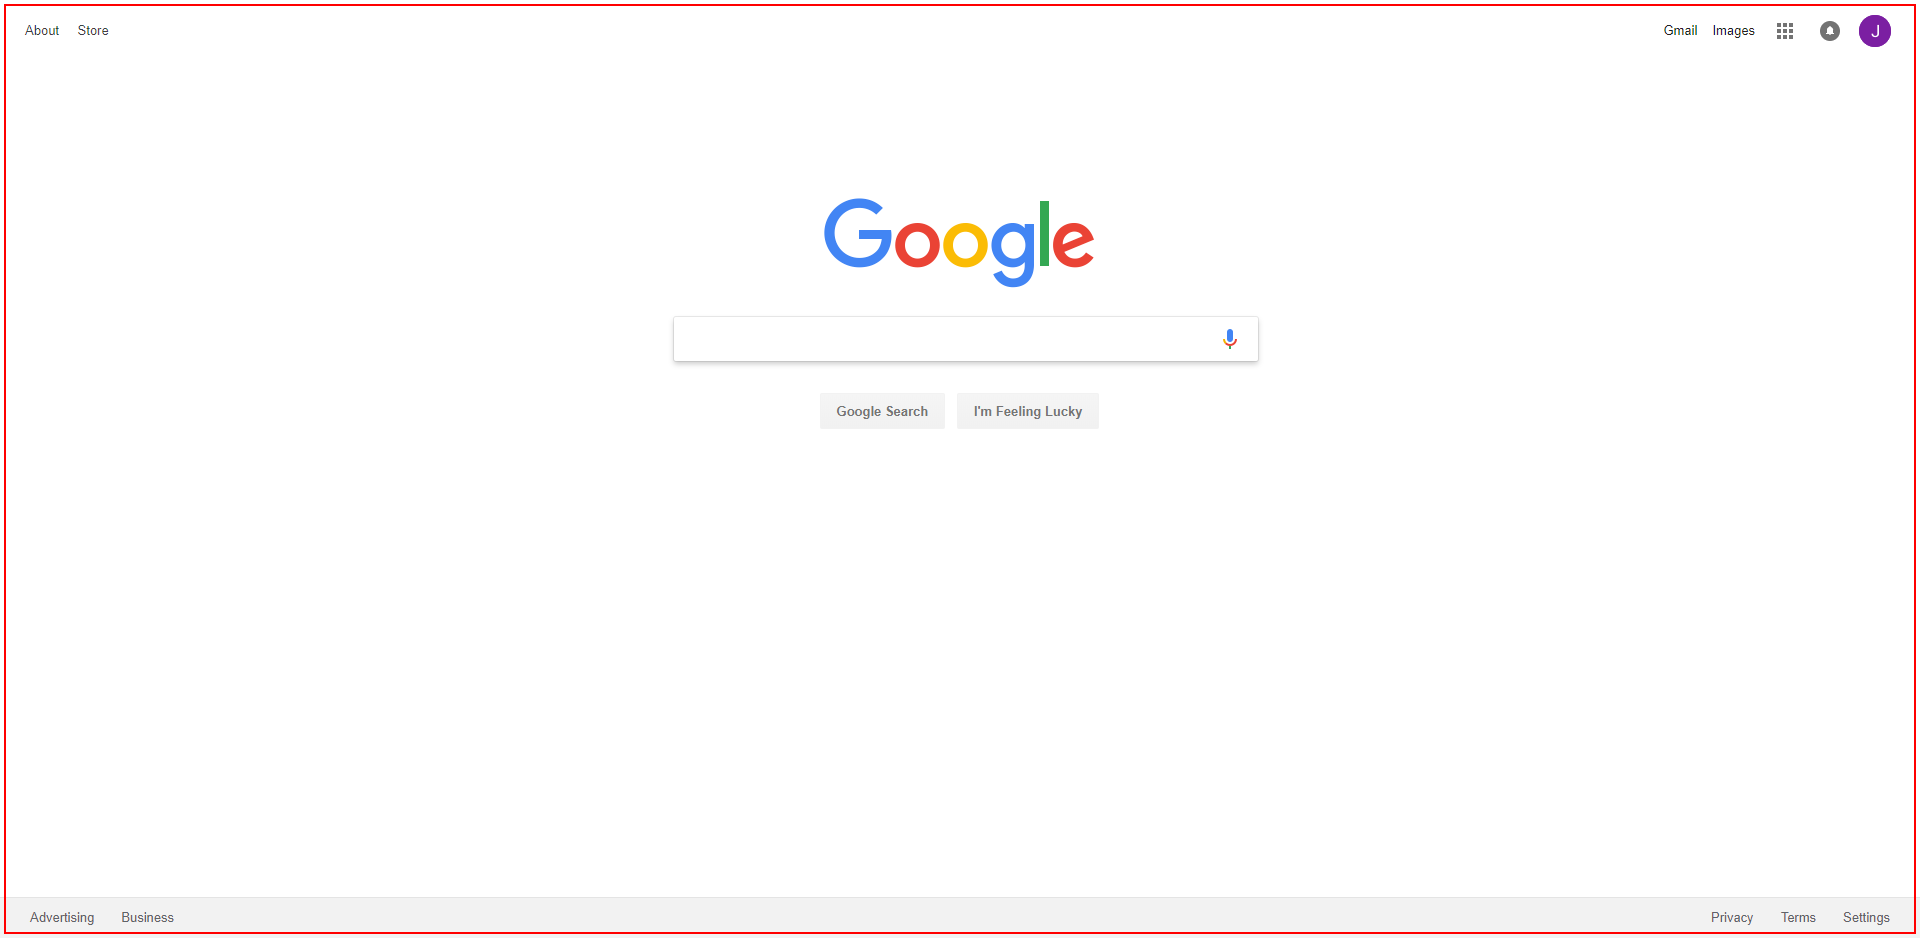 About Store
Gmail Images J
Google
Google Search I'm Feeling Lucky
Advertising Business
Privacy Terms Settings